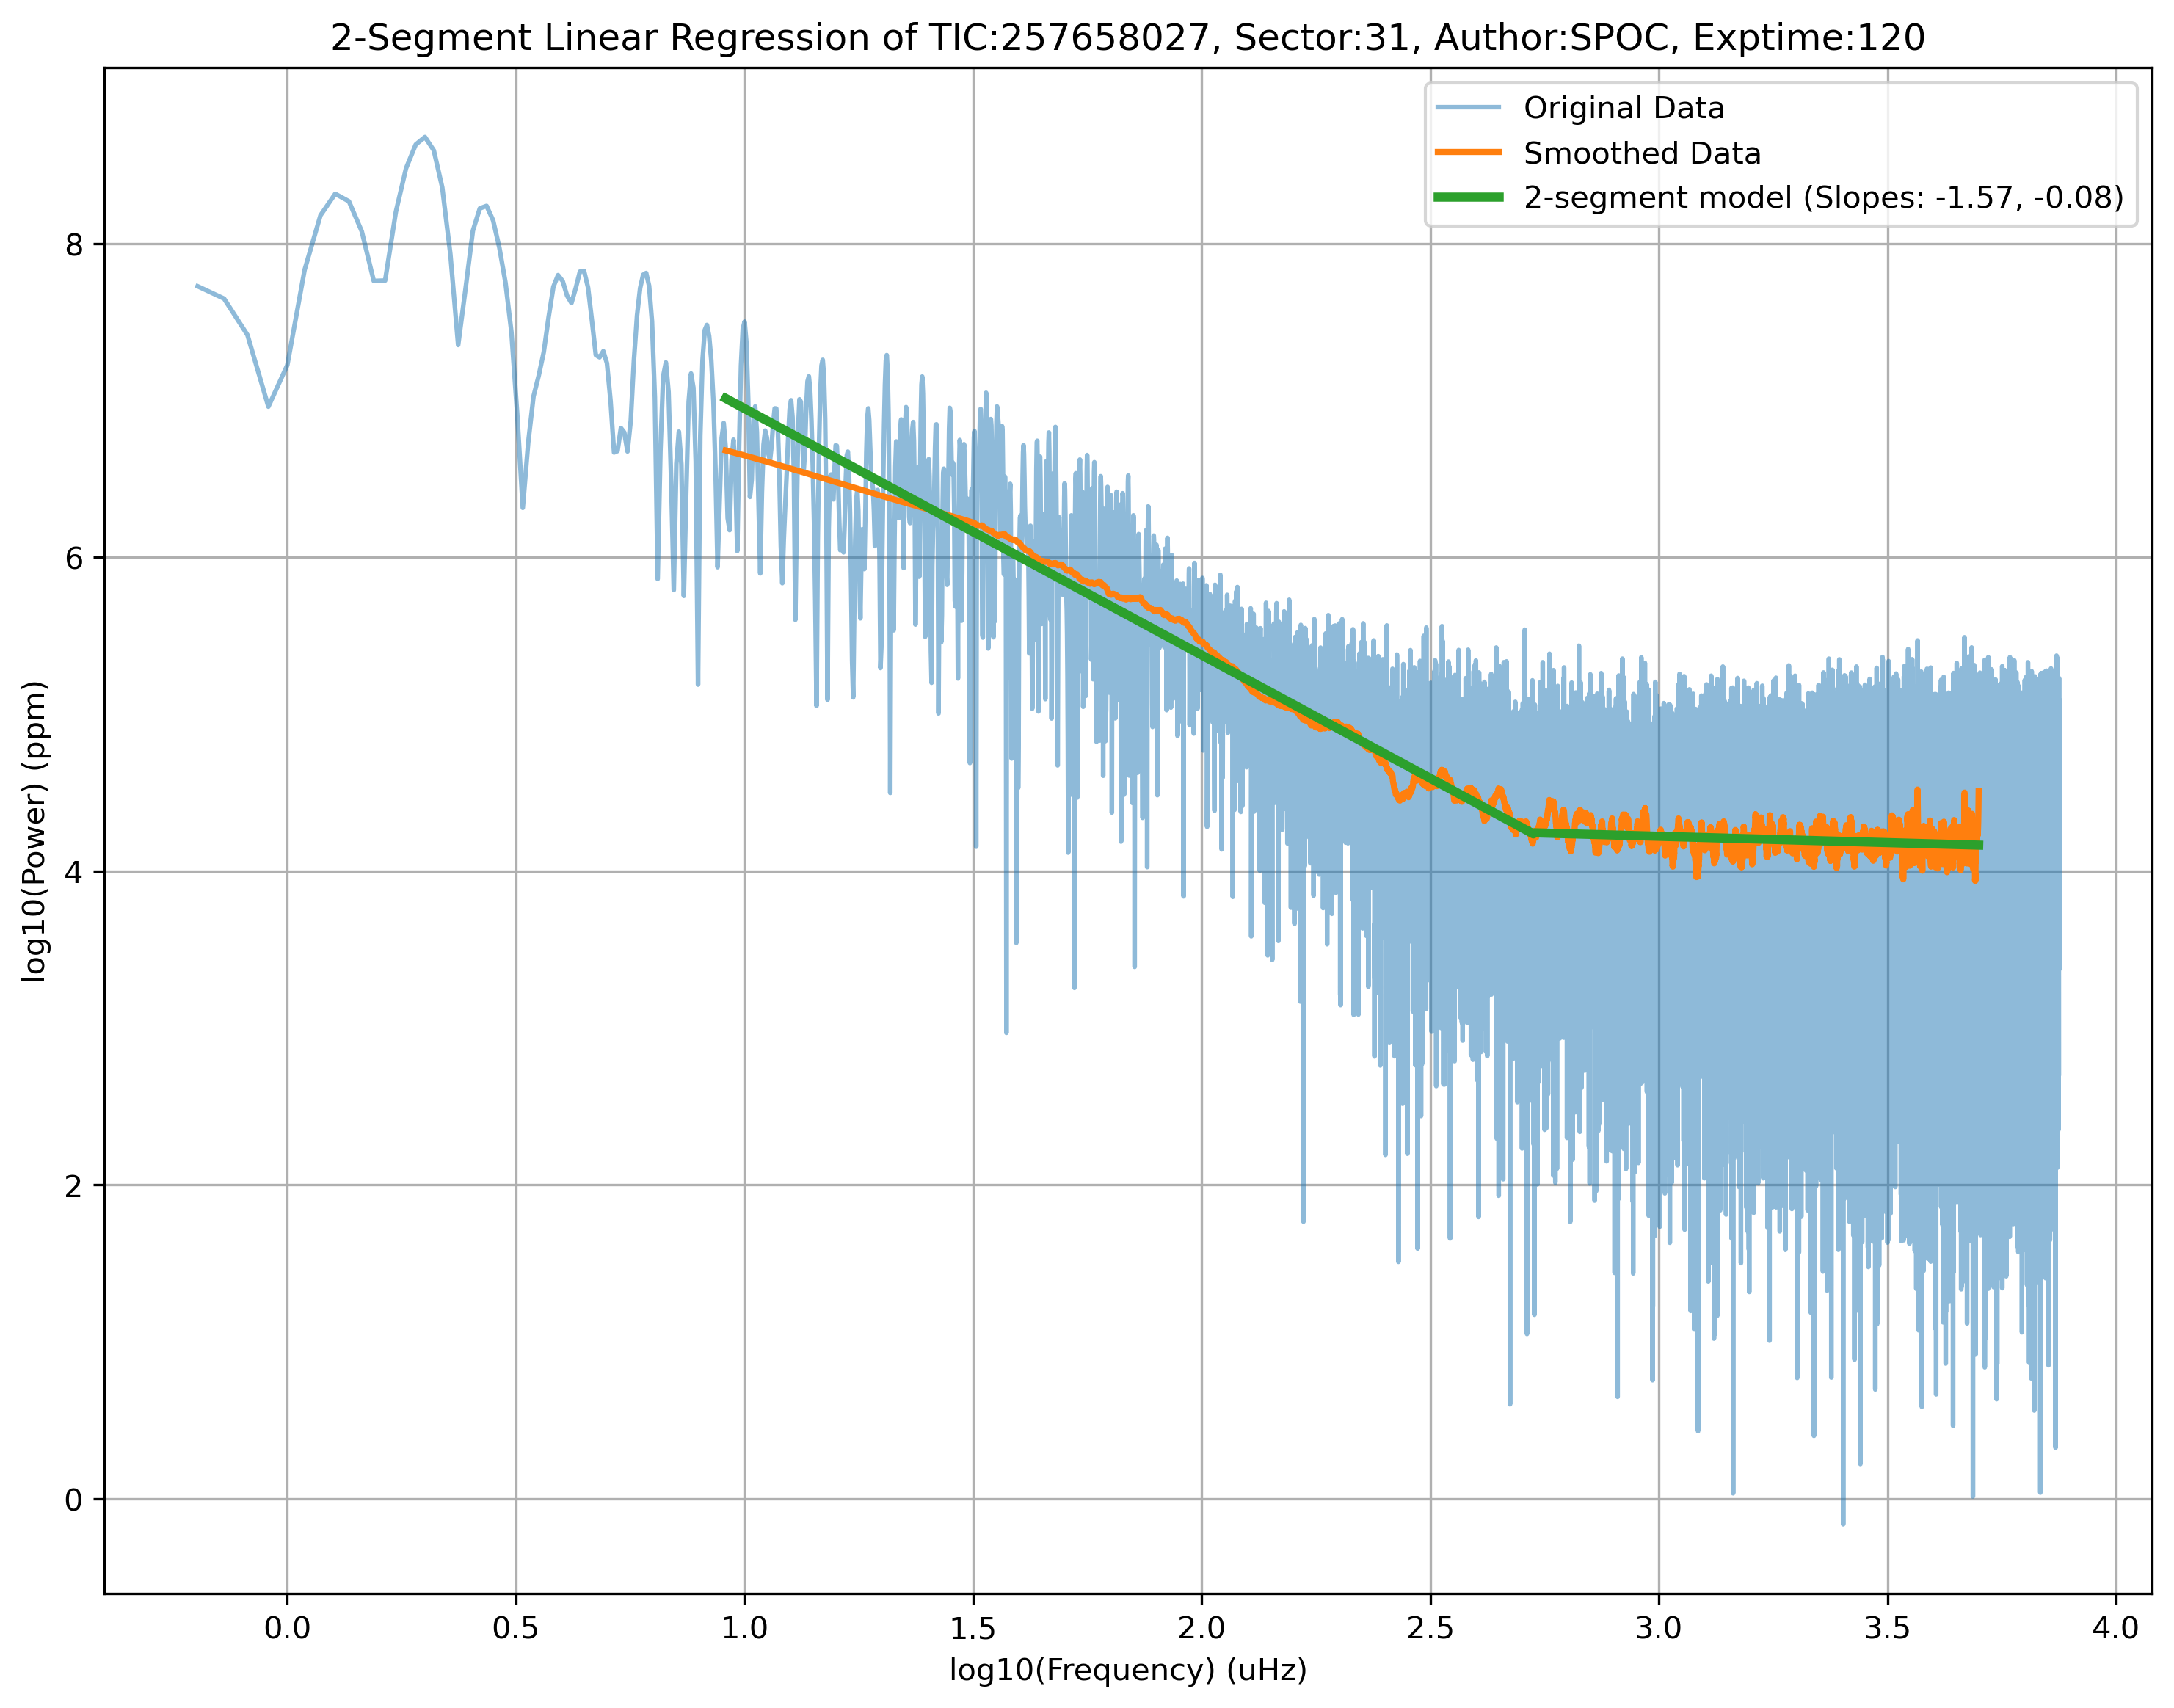 2-Segment Linear Regression of TIC:257658027, Sector:31, Author:SPOC, Exptime:120
Original Data
Smoothed Data
2-segment model (Slopes: -1.57, -0.08)
log10(Power) (ppm)
8
6
4
2
0
0.0 0.5 1.0 1.5 2.0 2.5 3.0 3.5 4.0
log10(Frequency) (uHz)